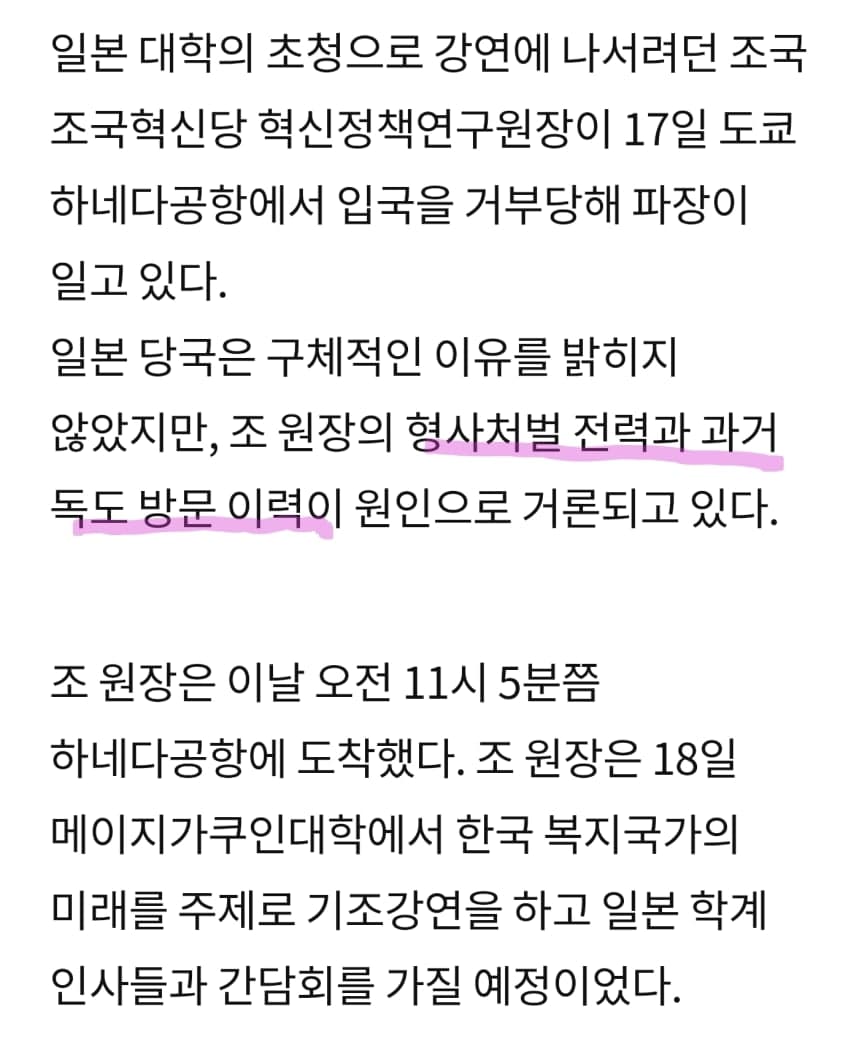 일본 대학의 초청으로 강연에 나서려던 조국
조국혁신당 혁신정책연구원장이 17일 도쿄
하네다공항에서 입국을 거부당해 파장이
일고 있다.
일본 당국은 구체적인 이유를 밝히지
않았지만, 조 원장의 형사처벌 전력과 과거
독도 방문 이력이 원인으로 거론되고 있다.
조 원장은 이날 오전 11시 5분쯤
하네다공항에 도착했다. 조 원장은 18일
메이지가쿠인대학에서 한국 복지국가의
미래를 주제로 기조강연을 하고 일본 학계
인사들과 간담회를 가질 예정이었다.